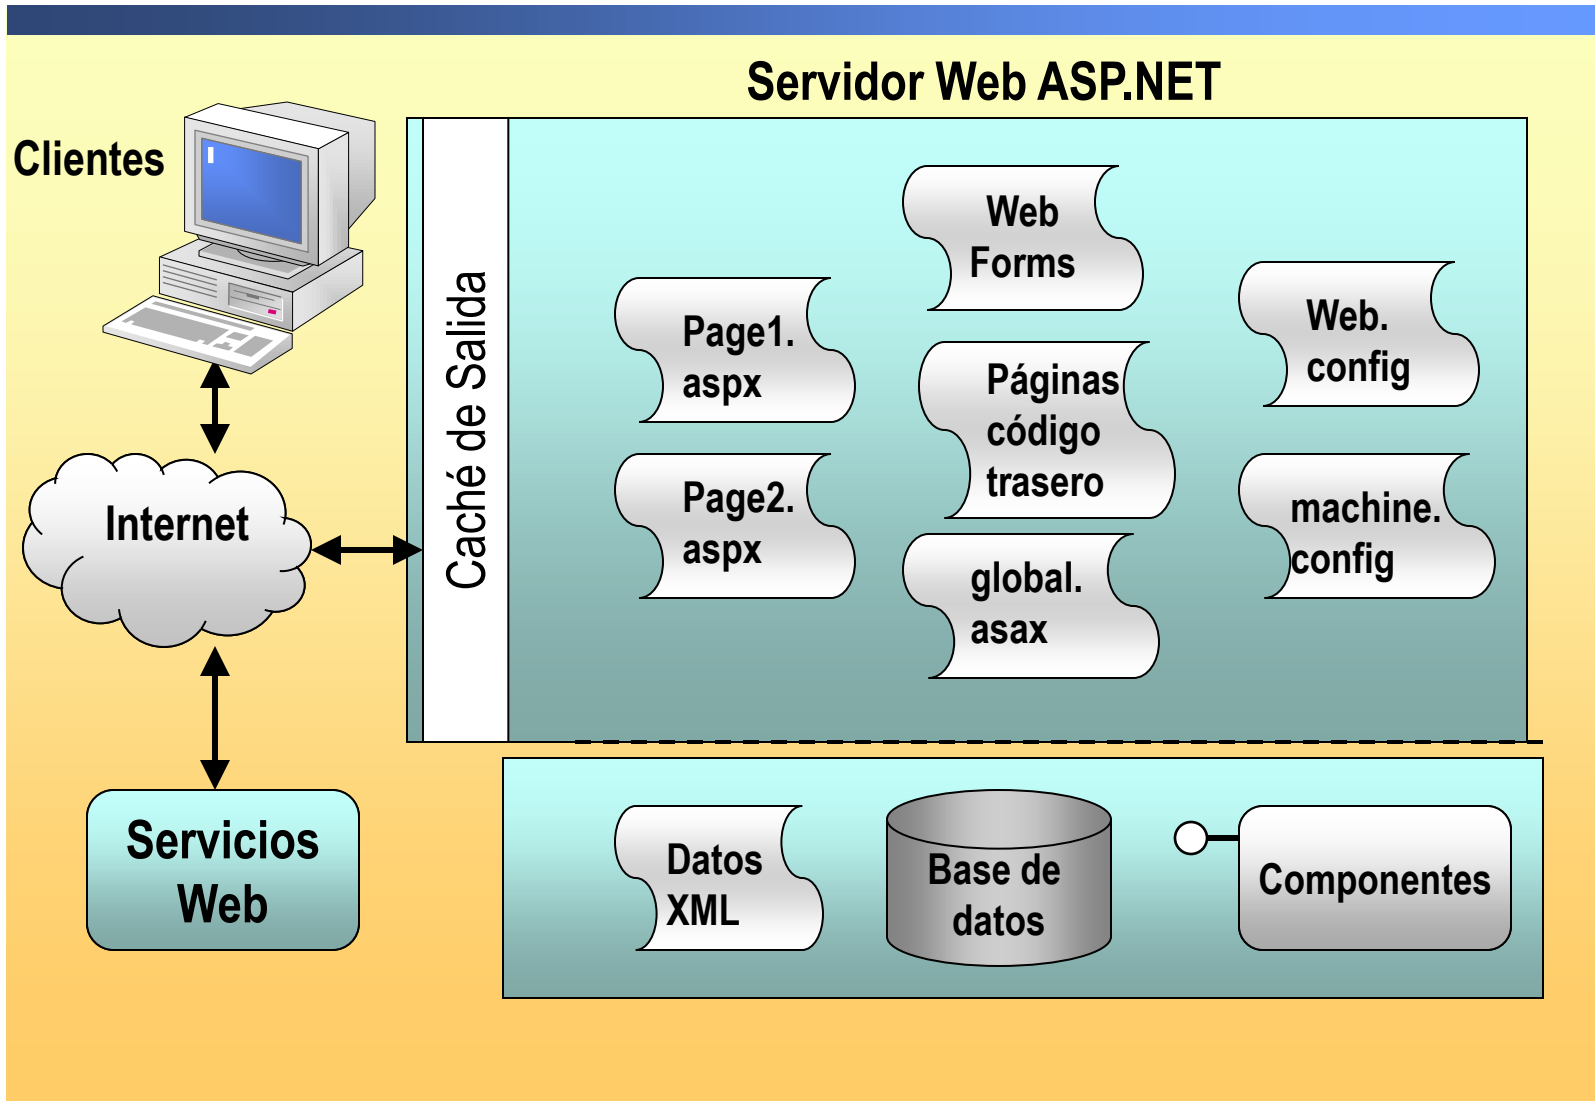 Servidor Web ASP.NET
Clientes
Caché de Salida
Web
Forms
Page1.
aspx
Web.
config
Páginas
código
trasero
Page2.
aspx
machine.
config
global.
asax
Internet
Servicios
Web
Datos
XML
Base de
datos
Componentes